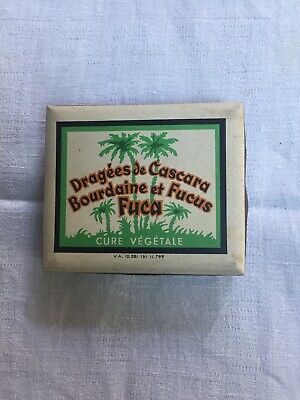 Dragées de Cascara
Bourdaine et Fucus
Fuca
CURE VÉGÉTALE